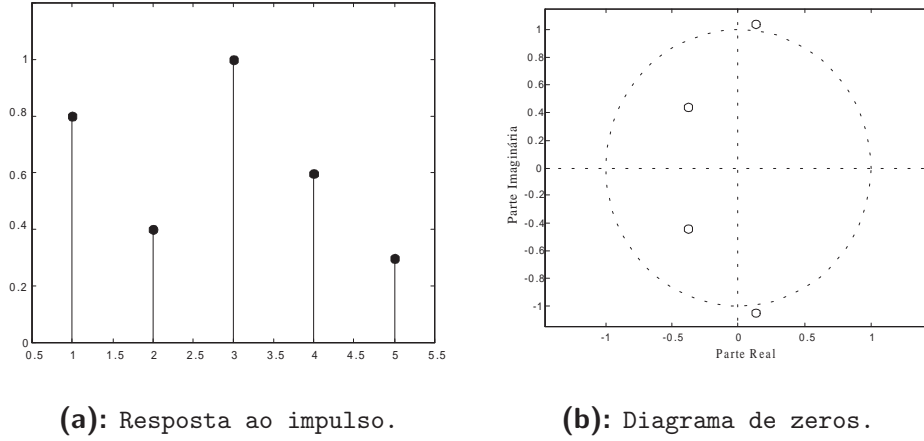 1
0.8
0.6
0.4
0.2
0
0.5 1 1.5 2 2.5 3 3.5 4 4.5 5 5.5
Parte Imaginária
1
0.8
0.6
0.4
0.2
0
-0.2
-0.4
-0.6
-0.8
-1
-1 -0.5 0 0.5 1
Parte Real
(a): Resposta ao impulso.
(b): Diagrama de zeros.